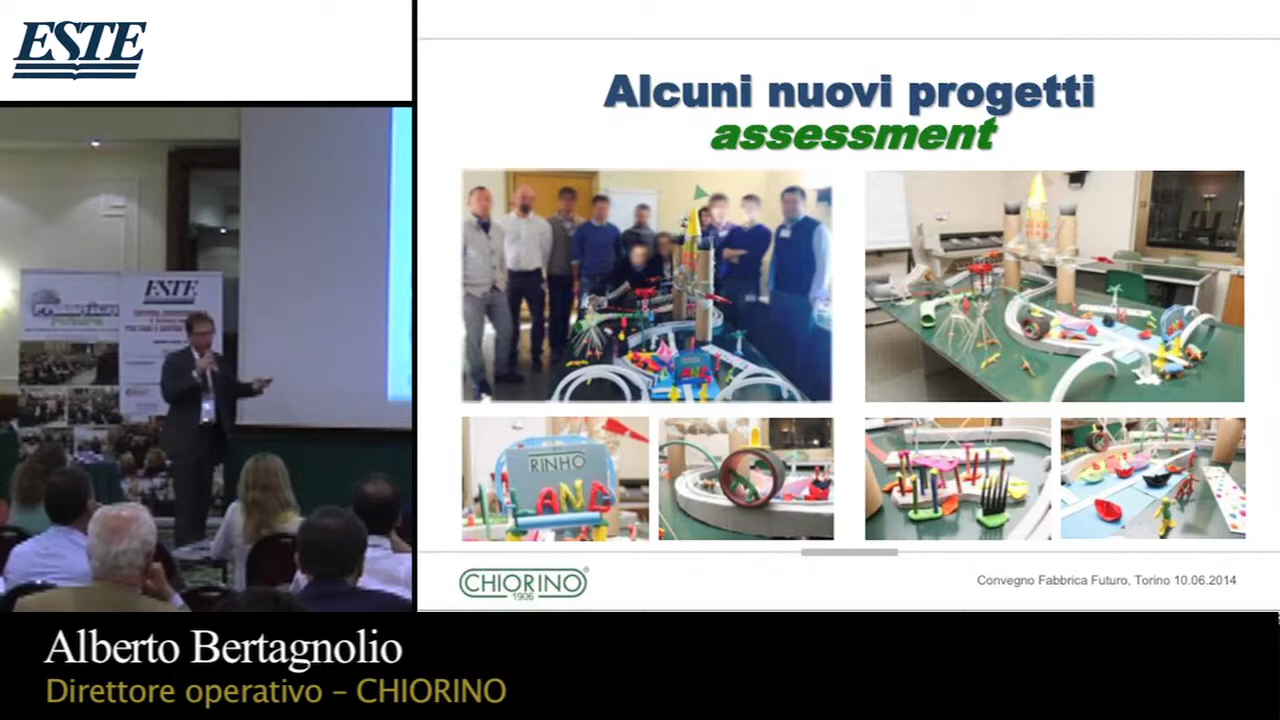 ESTE
Alcuni nuovi progetti
assessment
ESTE
RINHO
LAND
CHIORINO®
1906
Convegno Fabbrica Futuro, Torino 10.06.2014
Alberto Bertagnolio
Direttore operativo – CHIORINO